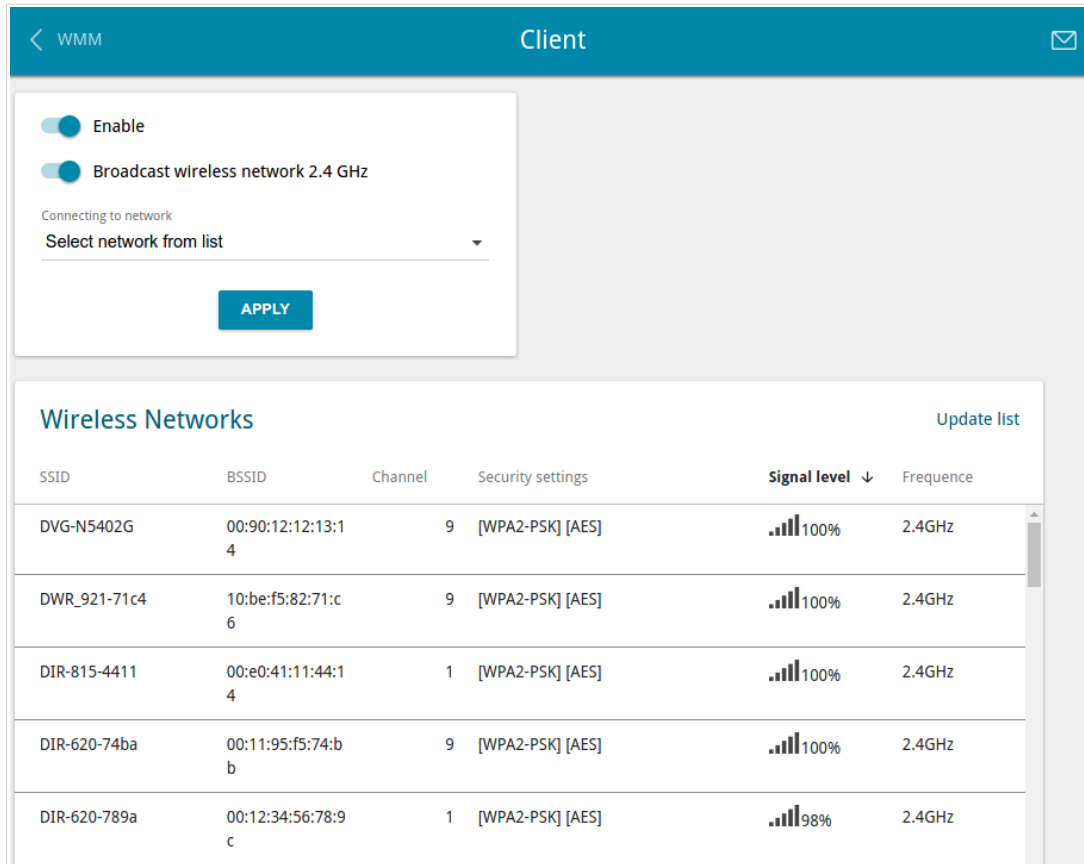 WMM Client
Enable
Broadcast wireless network 2.4 GHz
Connecting to network
Select network from list
APPLY
Wireless Networks Update list
SSID BSSID Channel Security settings Signal level Frequence
DVG-N5402G 00:90:12:12:13:1 9 [WPA2-PSK] [AES] 100% 2.4GHz
4
DWR_921-71c4 10:be:f5:82:71:c 9 [WPA2-PSK] [AES] 100% 2.4GHz
6
DIR-815-4411 00:e0:41:11:44:1 1 [WPA2-PSK] [AES] 100% 2.4GHz
4
DIR-620-74ba 00:11:95:f5:74:b 9 [WPA2-PSK] [AES] 100% 2.4GHz
b
DIR-620-789a 00:12:34:56:78:9 1 [WPA2-PSK] [AES] 98% 2.4GHz
c